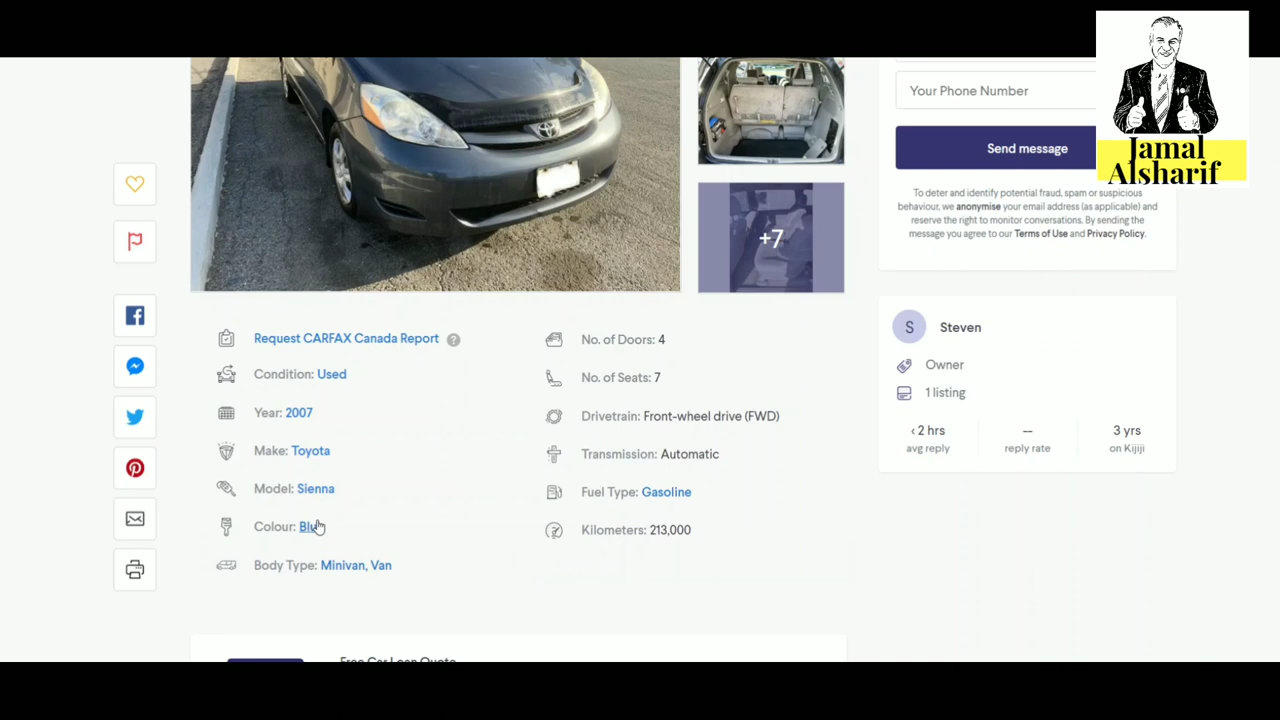 Your Phone Number
Send message
Jamal
Alsharif
To deter and identify potential fraud, spam or suspicious
behaviour, we anonymise your email address (as applicable) and
reserve the right to monitor conversations. By sending the
message you agree to our Terms of Use and Privacy Policy.
+7
Request CARFAX Canada Report ?
Condition: Used
Year: 2007
Make: Toyota
Model: Sienna
Colour:
Body Type: Minivan, Van
No. of Doors: 4
No. of Seats: 7
Drivetrain: Front-wheel drive (FWD)
Transmission: Automatic
Fuel Type: Gasoline
Kilometers: 213,000
S Steven
Owner
1 listing
< 2 hrs
avg reply
--
reply rate
3 yrs
on Kijiji
Free Car Loan Quote